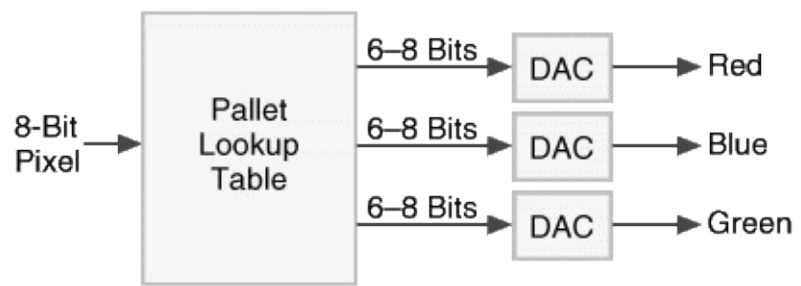 6–8 Bits
DAC
Red
8-Bit
Pixel
Pallet
Lookup
Table
6–8 Bits
DAC
Blue
6–8 Bits
DAC
Green